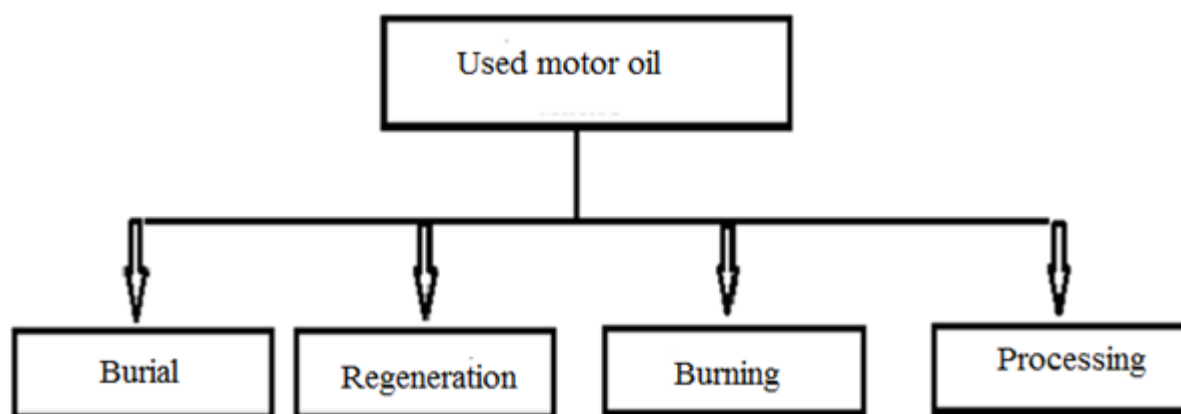 Used motor oil
Burial
Regeneration
Burning
Processing